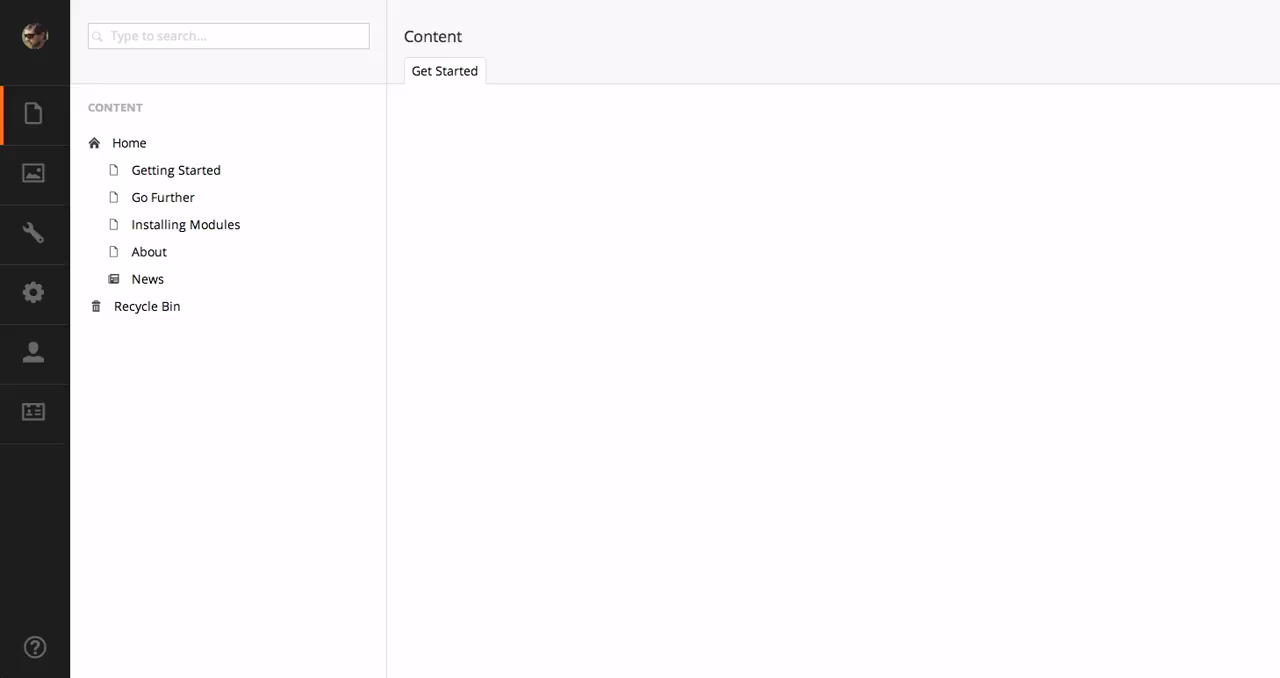 Type to search...
Content
Get Started
CONTENT
Home
Getting Started
Go Further
Installing Modules
About
News
Recycle Bin